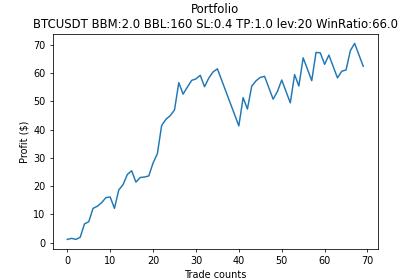 Portfolio
BTCUSDT BBM:2.0 BBL:160 SL:0.4 TP:1.0 lev:20 WinRatio:66.0
Profit ($)
70
60
50
40
30
20
10
0
0 10 20 30 40 50 60 70
Trade counts